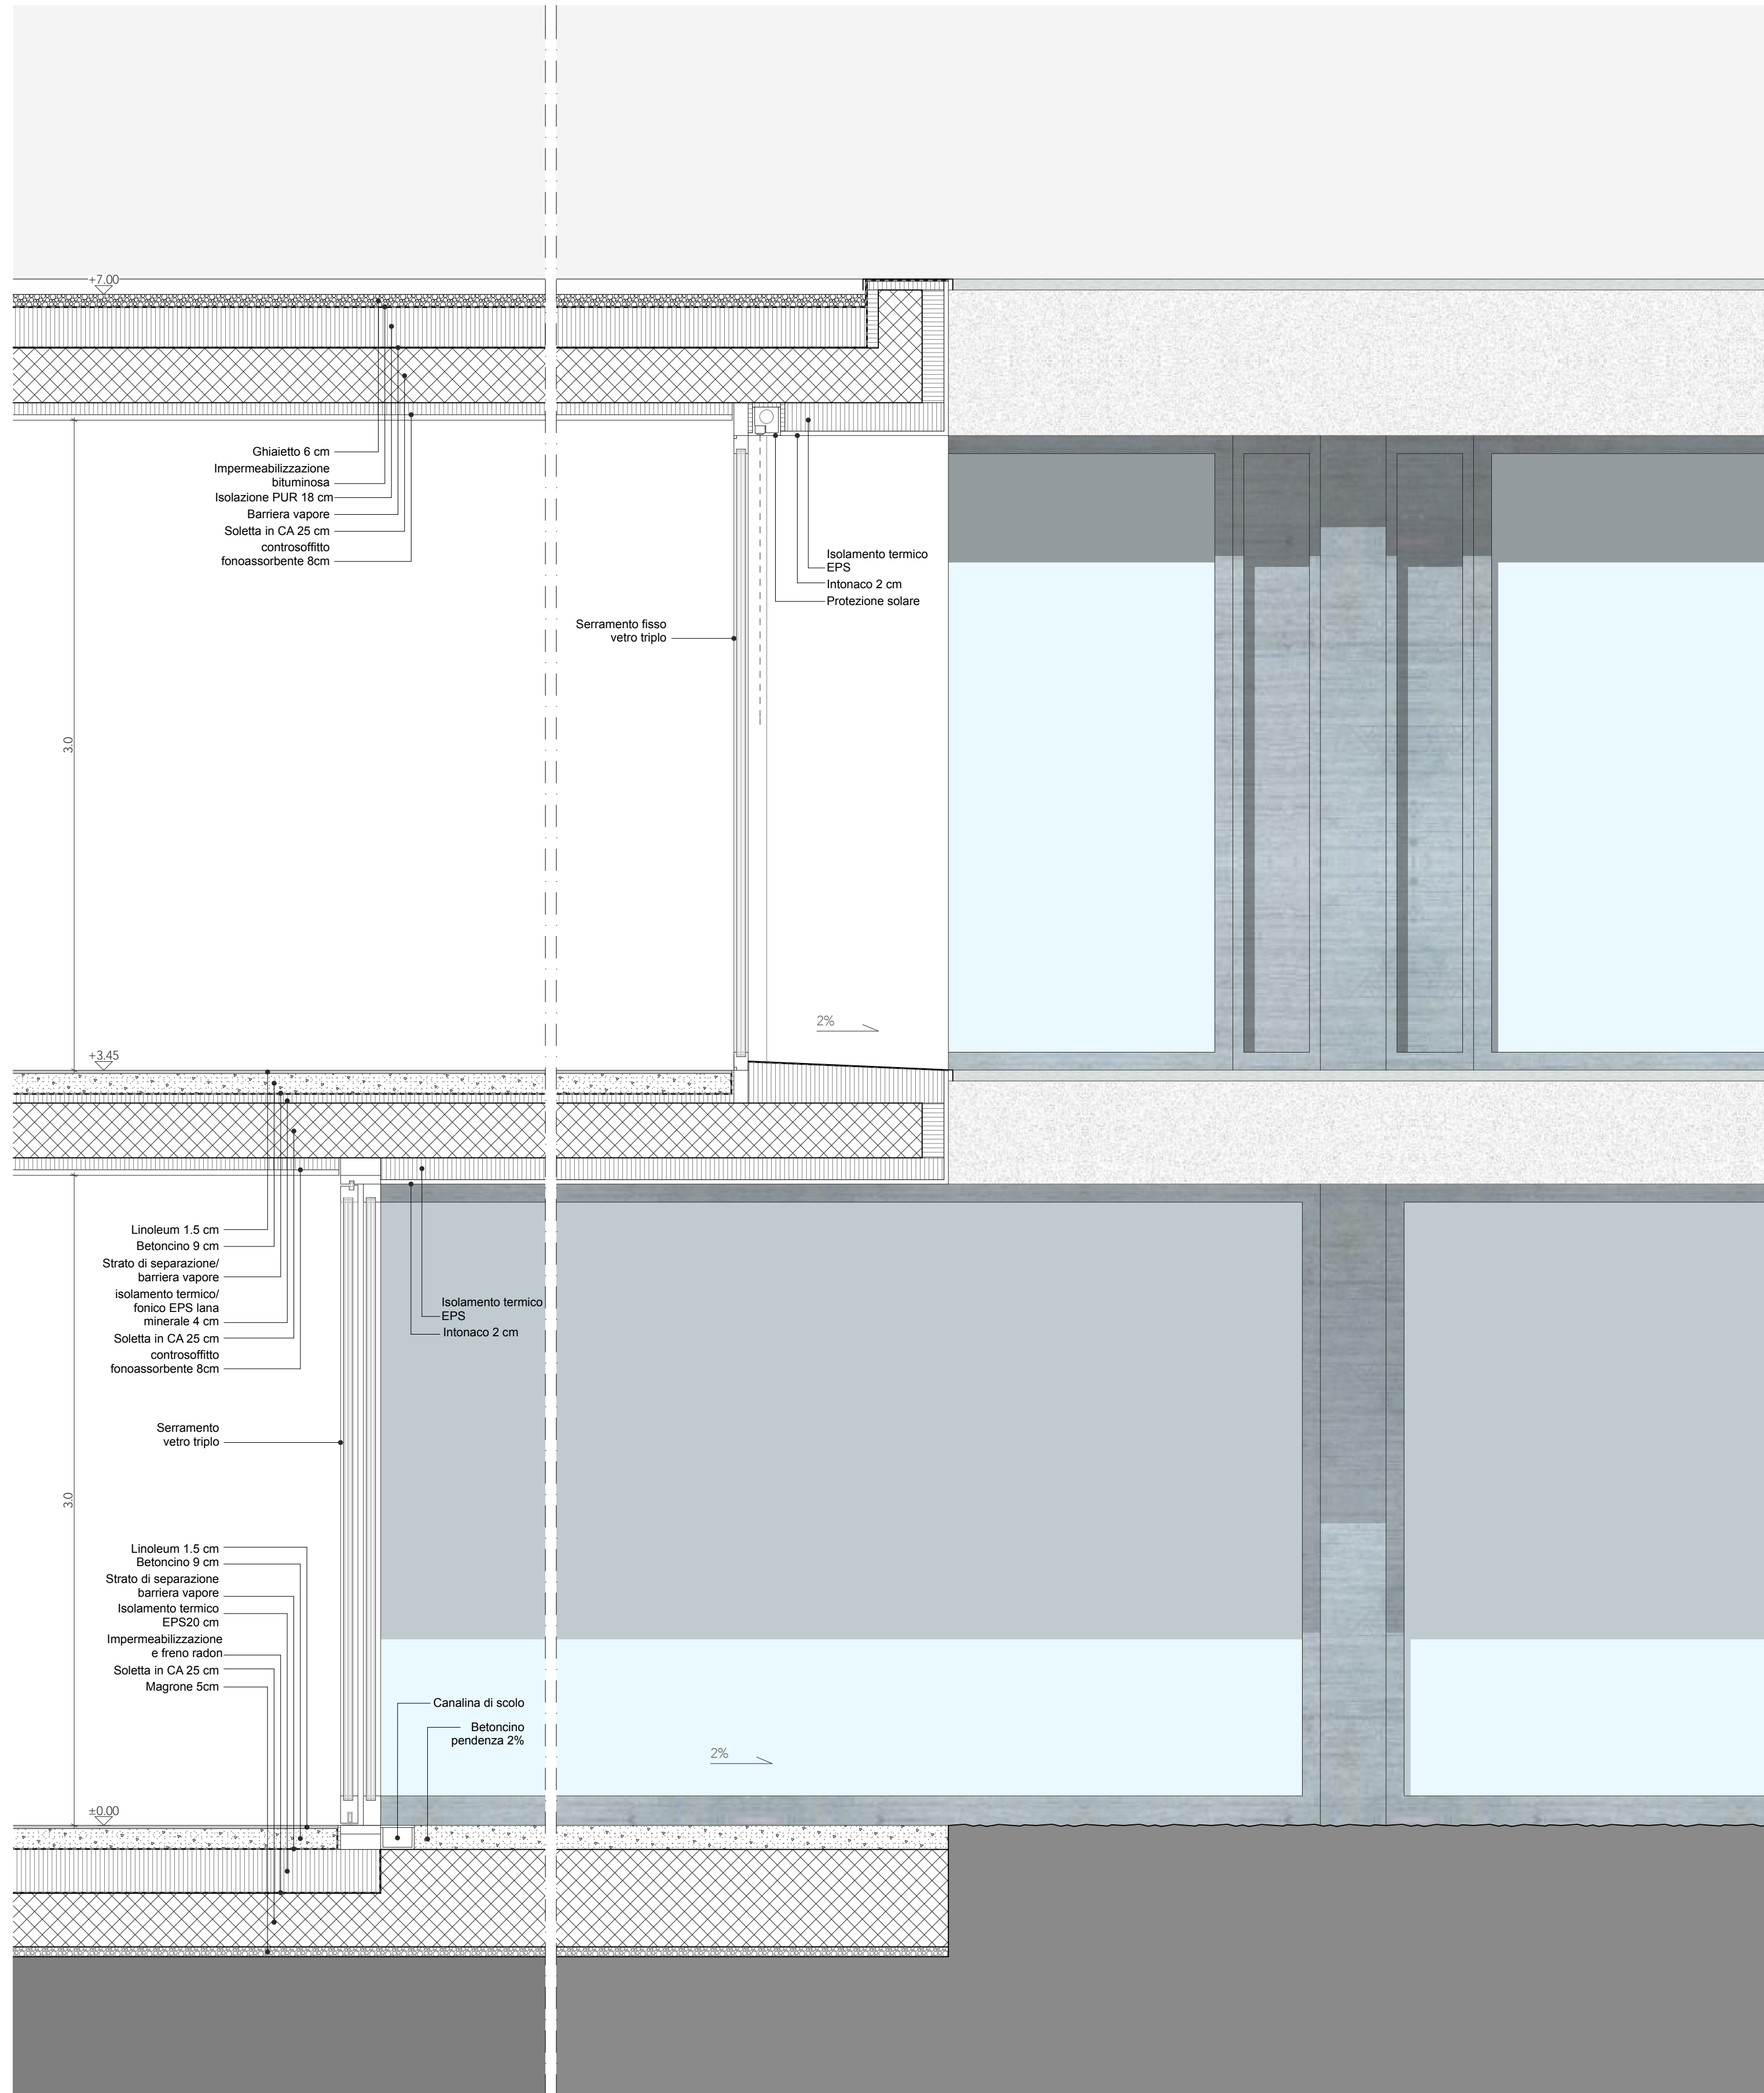 +7.00
Ghiaietto 6 cm
Impermeabilizzazione
bituminosa
Isolazione PUR 18 cm
Barriera vapore
Soletta in CA 25 cm
controsoffitto
fonoassorbente 8cm
Isolamento termico
EPS
Intonaco 2 cm
Protezione solare
Serramento fisso
vetro triplo
3.0
2%
+3.45
Linoleum 1.5 cm
Betoncino 9 cm
Strato di separazione/
barriera vapore
isolamento termico/
fonico EPS lana
minerale 4 cm
Soletta in CA 25 cm
controsoffitto
fonoassorbente 8cm
Isolamento termico
EPS
Intonaco 2 cm
Serramento
vetro triplo
3.0
Linoleum 1.5 cm
Betoncino 9 cm
Strato di separazione
barriera vapore
Isolamento termico
EPS20 cm
Impermeabilizzazione
e freno radon
Soletta in CA 25 cm
Magrone 5cm
Canalina di scolo
Betoncino
pendenza 2%
2%
±0.00